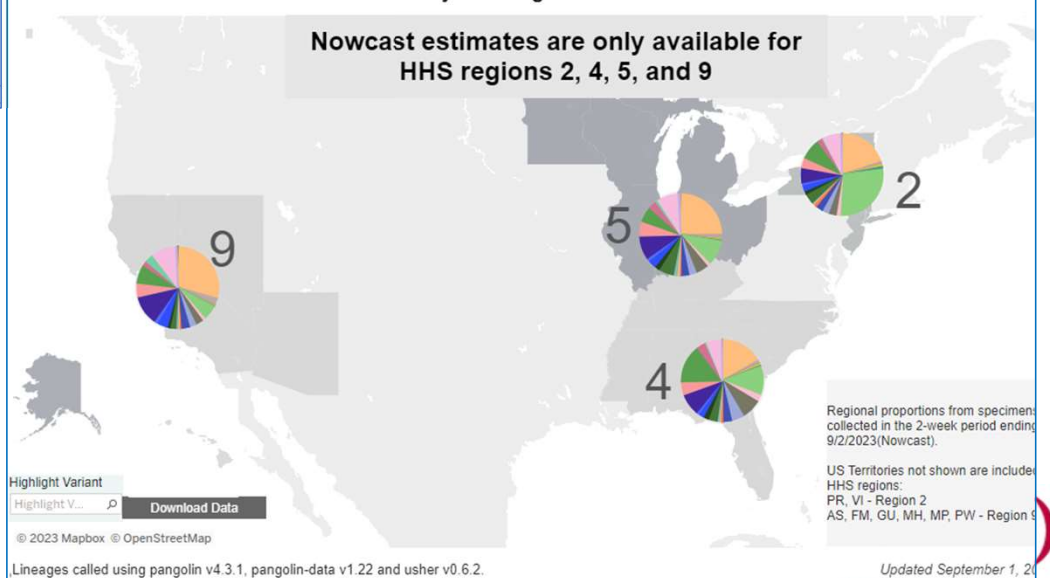 Nowcast estimates are only available for
HHS regions 2, 4, 5, and 9
2
5
9
4
Regional proportions from specimens
collected in the 2-week period ending
9/2/2023(Nowcast).
US Territories not shown are included
HHS regions:
PR, VI - Region 2
AS, FM, GU, MH, MP, PW - Region 9
Highlight Variant
Highlight V...
Download Data
© 2023 Mapbox © OpenStreetMap
,Lineages called using pangolin v4.3.1, pangolin-data v1.22 and usher v0.6.2.
Updated September 1, 20